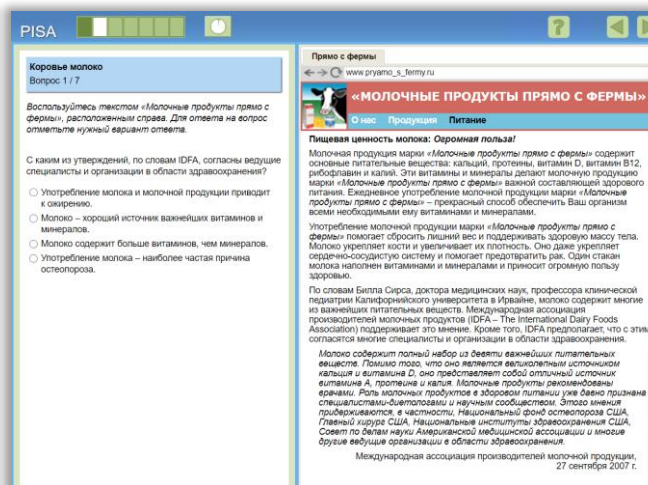 PISA
?
Коровье молоко
Вопрос 1 / 7
Воспользуйтесь текстом «Молочные продукты прямо с
фермы», расположенным справа. Для ответа на вопрос
отметьте нужный вариант ответа.
С каким из утверждений, по словам IDFA, согласны ведущие
специалисты и организации в области здравоохранения?
Употребление молока и молочной продукции приводит
к ожирению.
Молоко – хороший источник важнейших витаминов и
минералов.
Молоко содержит больше витаминов, чем минералов.
Употребление молока – наиболее частая причина
остеопороза.
Прямо с фермы
www.pryamo_s_fermy.ru
«МОЛОЧНЫЕ ПРОДУКТЫ ПРЯМО С ФЕРМЫ»
О нас Продукция Питание
Пищевая ценность молока: Огромная польза!
Молочная продукция марки «Молочные продукты прямо с фермы» содержит
основные питательные вещества: кальций, протеины, витамин D, витамин B12,
рибофлавин и калий. Эти витамины и минералы делают молочную продукцию
марки «Молочные продукты прямо с фермы» важной составляющей здорового
питания. Ежедневное употребление молочной продукции марки «Молочные
продукты прямо с фермы» – прекрасный способ обеспечить Ваш организм
всеми необходимыми ему витаминами и минералами.
Употребление молочной продукции марки «Молочные продукты прямо с
фермы» помогает сбросить лишний вес и поддерживать здоровую массу тела.
Молоко укрепляет кости и увеличивает их плотность. Оно даже укрепляет
сердечно-сосудистую систему и помогает предотвратить рак. Один стакан
молока наполнен витаминами и минералами и приносит огромную пользу
здоровью.
По словам Билла Сирса, доктора медицинских наук, профессора клинической
педиатрии Калифорнийского университета в Ирвайне, молоко содержит многие
из важнейших питательных веществ. Международная ассоциация
производителей молочных продуктов (IDFA – The International Dairy Foods
Association) поддерживает это мнение. Кроме того, IDFA предполагает, что с этим
согласятся многие специалисты и организации в области здравоохранения.
Молоко содержит полный набор из девяти важнейших питательных
веществ. Помимо того, что оно является великолепным источником
кальция и витамина D, оно представляет собой отличный источник
витамина A, протеина и калия. Молочные продукты рекомендованы
врачами. Роль молочных продуктов в здоровом питании уже давно признана
специалистами-диетологами и научным сообществом. Этого мнения
придерживаются, в частности, Национальный фонд остеопороза США,
Главный хирург США, Национальные институты здравоохранения США,
Совет по делам науки Американской медицинской ассоциации и многие
другие ведущие организации в области здравоохранения.
Международная ассоциация производителей молочной продукции,
27 сентября 2007 г.